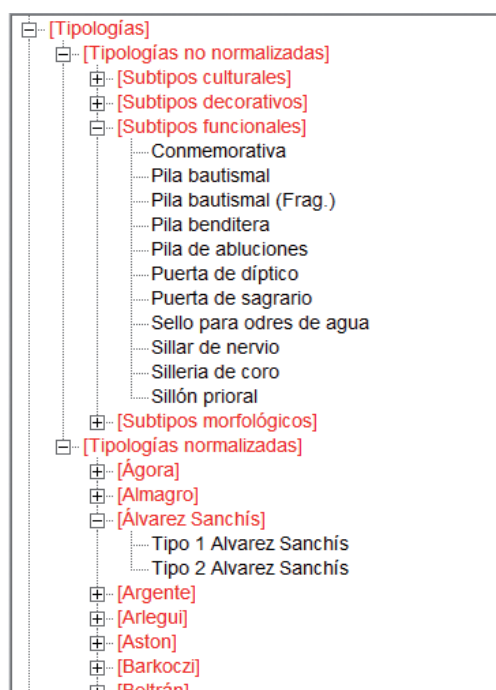 [Tipologías]
[Tipologías no normalizadas]
[Subtipos culturales]
[Subtipos decorativos]
[Subtipos funcionales]
Conmemorativa
Pila bautismal
Pila bautismal (Frag.)
Pila benditera
Pila de abluciones
Puerta de díptico
Puerta de sagrario
Sello para odres de agua
Sillar de nervio
Silleria de coro
Sillón prioral
[Subtipos morfológicos]
[Tipologías normalizadas]
[Ágora]
[Almagro]
[Álvarez Sanchís]
Tipo 1 Alvarez Sanchís
Tipo 2 Alvarez Sanchís
[Argente]
[Arlegui]
[Aston]
[Barkoczi]
[Beltrán]